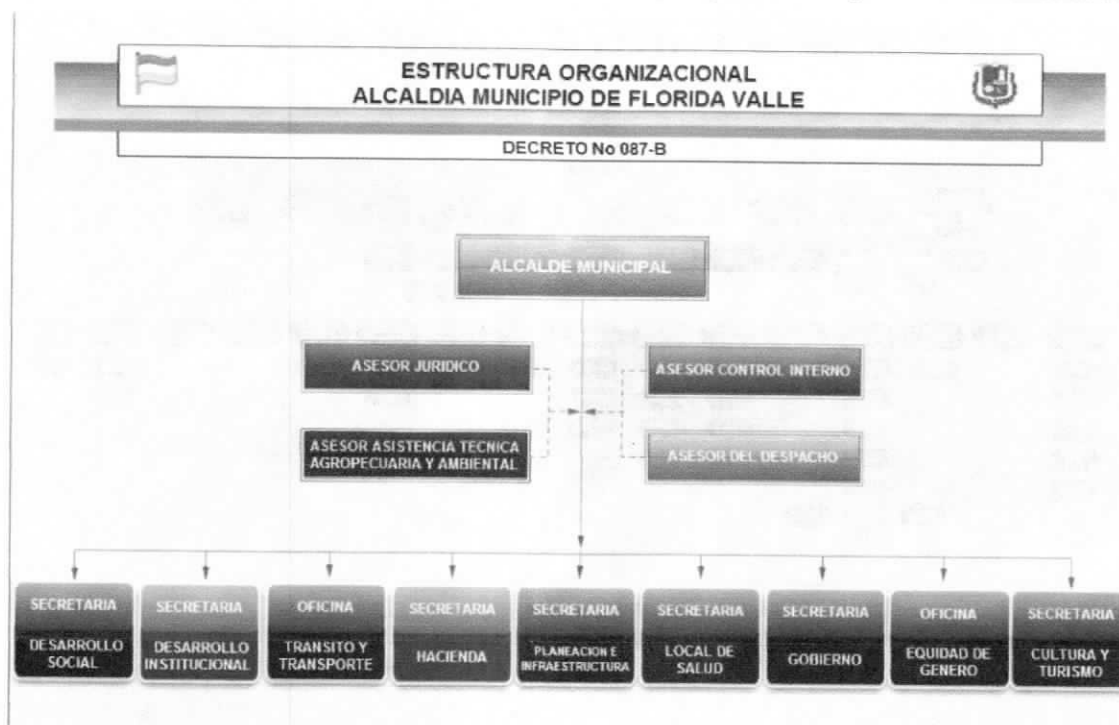 ESTRUCTURA ORGANIZACIONAL
ALCALDIA MUNICIPIO DE FLORIDA VALLE
DECRETO No 087-B
ALCALDE MUNICIPAL
ASESOR JURIDICO
ASESOR CONTROL INTERNO
ASESOR ASISTENCIA TECNICA
AGROPECUARIA Y AMBIENTAL
ASESOR DEL DESPACHO
SECRETARIA
DESARROLLO
SOCIAL
SECRETARIA
DESARROLLO
INSTITUCIONAL
OFICINA
TRANSITO Y
TRANSPORTE
SECRETARIA
HACIENDA
SECRETARIA
PLANEACION E
INFRAESTRUCTURA
SECRETARIA
LOCAL DE
SALUD
SECRETARIA
GOBIERNO
OFICINA
EQUIDAD DE
GENERO
SECRETARIA
CULTURA Y
TURISMO